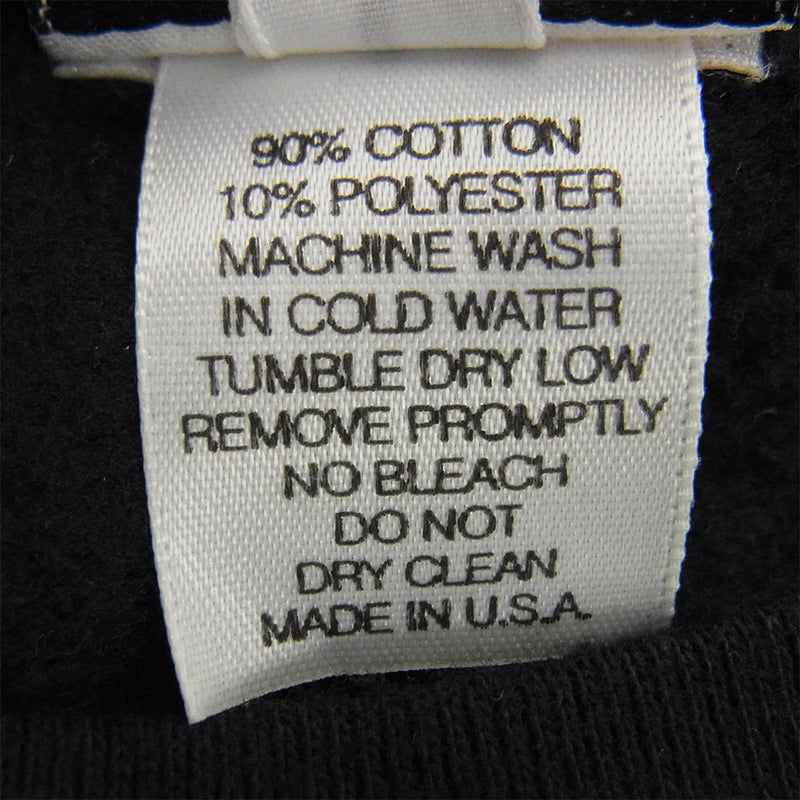 90% COTTON
10% POLYESTER
MACHINE WASH
IN COLD WATER
TUMBLE DRY LOW
REMOVE PROMPTLY
NO BLEACH
DO NOT
DRY CLEAN
MADE IN U.S.A.